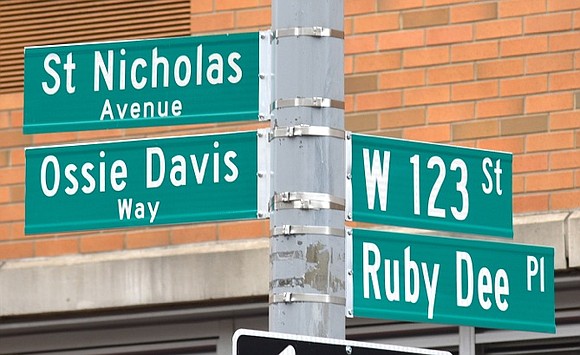 St Nicholas
Avenue
Ossie Davis
Way
W 123 St
Ruby Dee Pl